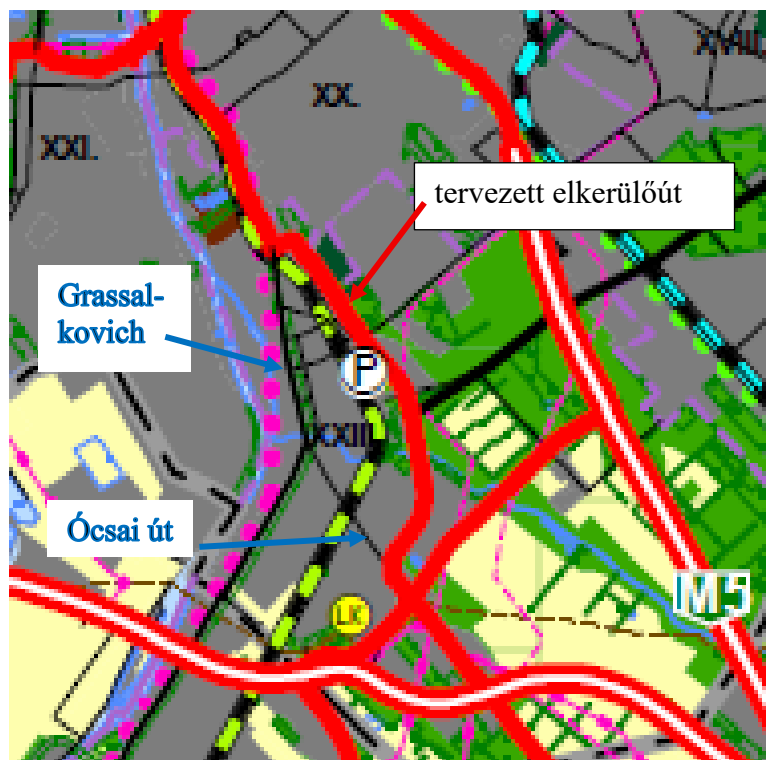 XVIII.
XX.
XXI.
tervezett elkerülőút
Grassal-
kovich
P
XXIII.
Ócsai út
M5
LK